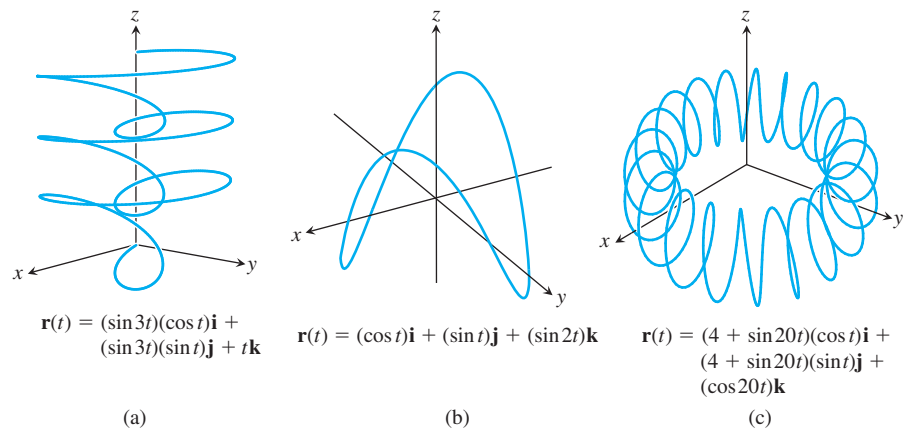 z
x
y
r(t) = (sin 3t)(cos t)i +
(sin 3t)(sin t)j + tk
(a)
z
x
y
r(t) = (cos t)i + (sin t)j + (sin 2t)k
(b)
z
x
y
r(t) = (4 + sin 20t)(cos t)i +
(4 + sin 20t)(sin t)j +
(cos 20t)k
(c)